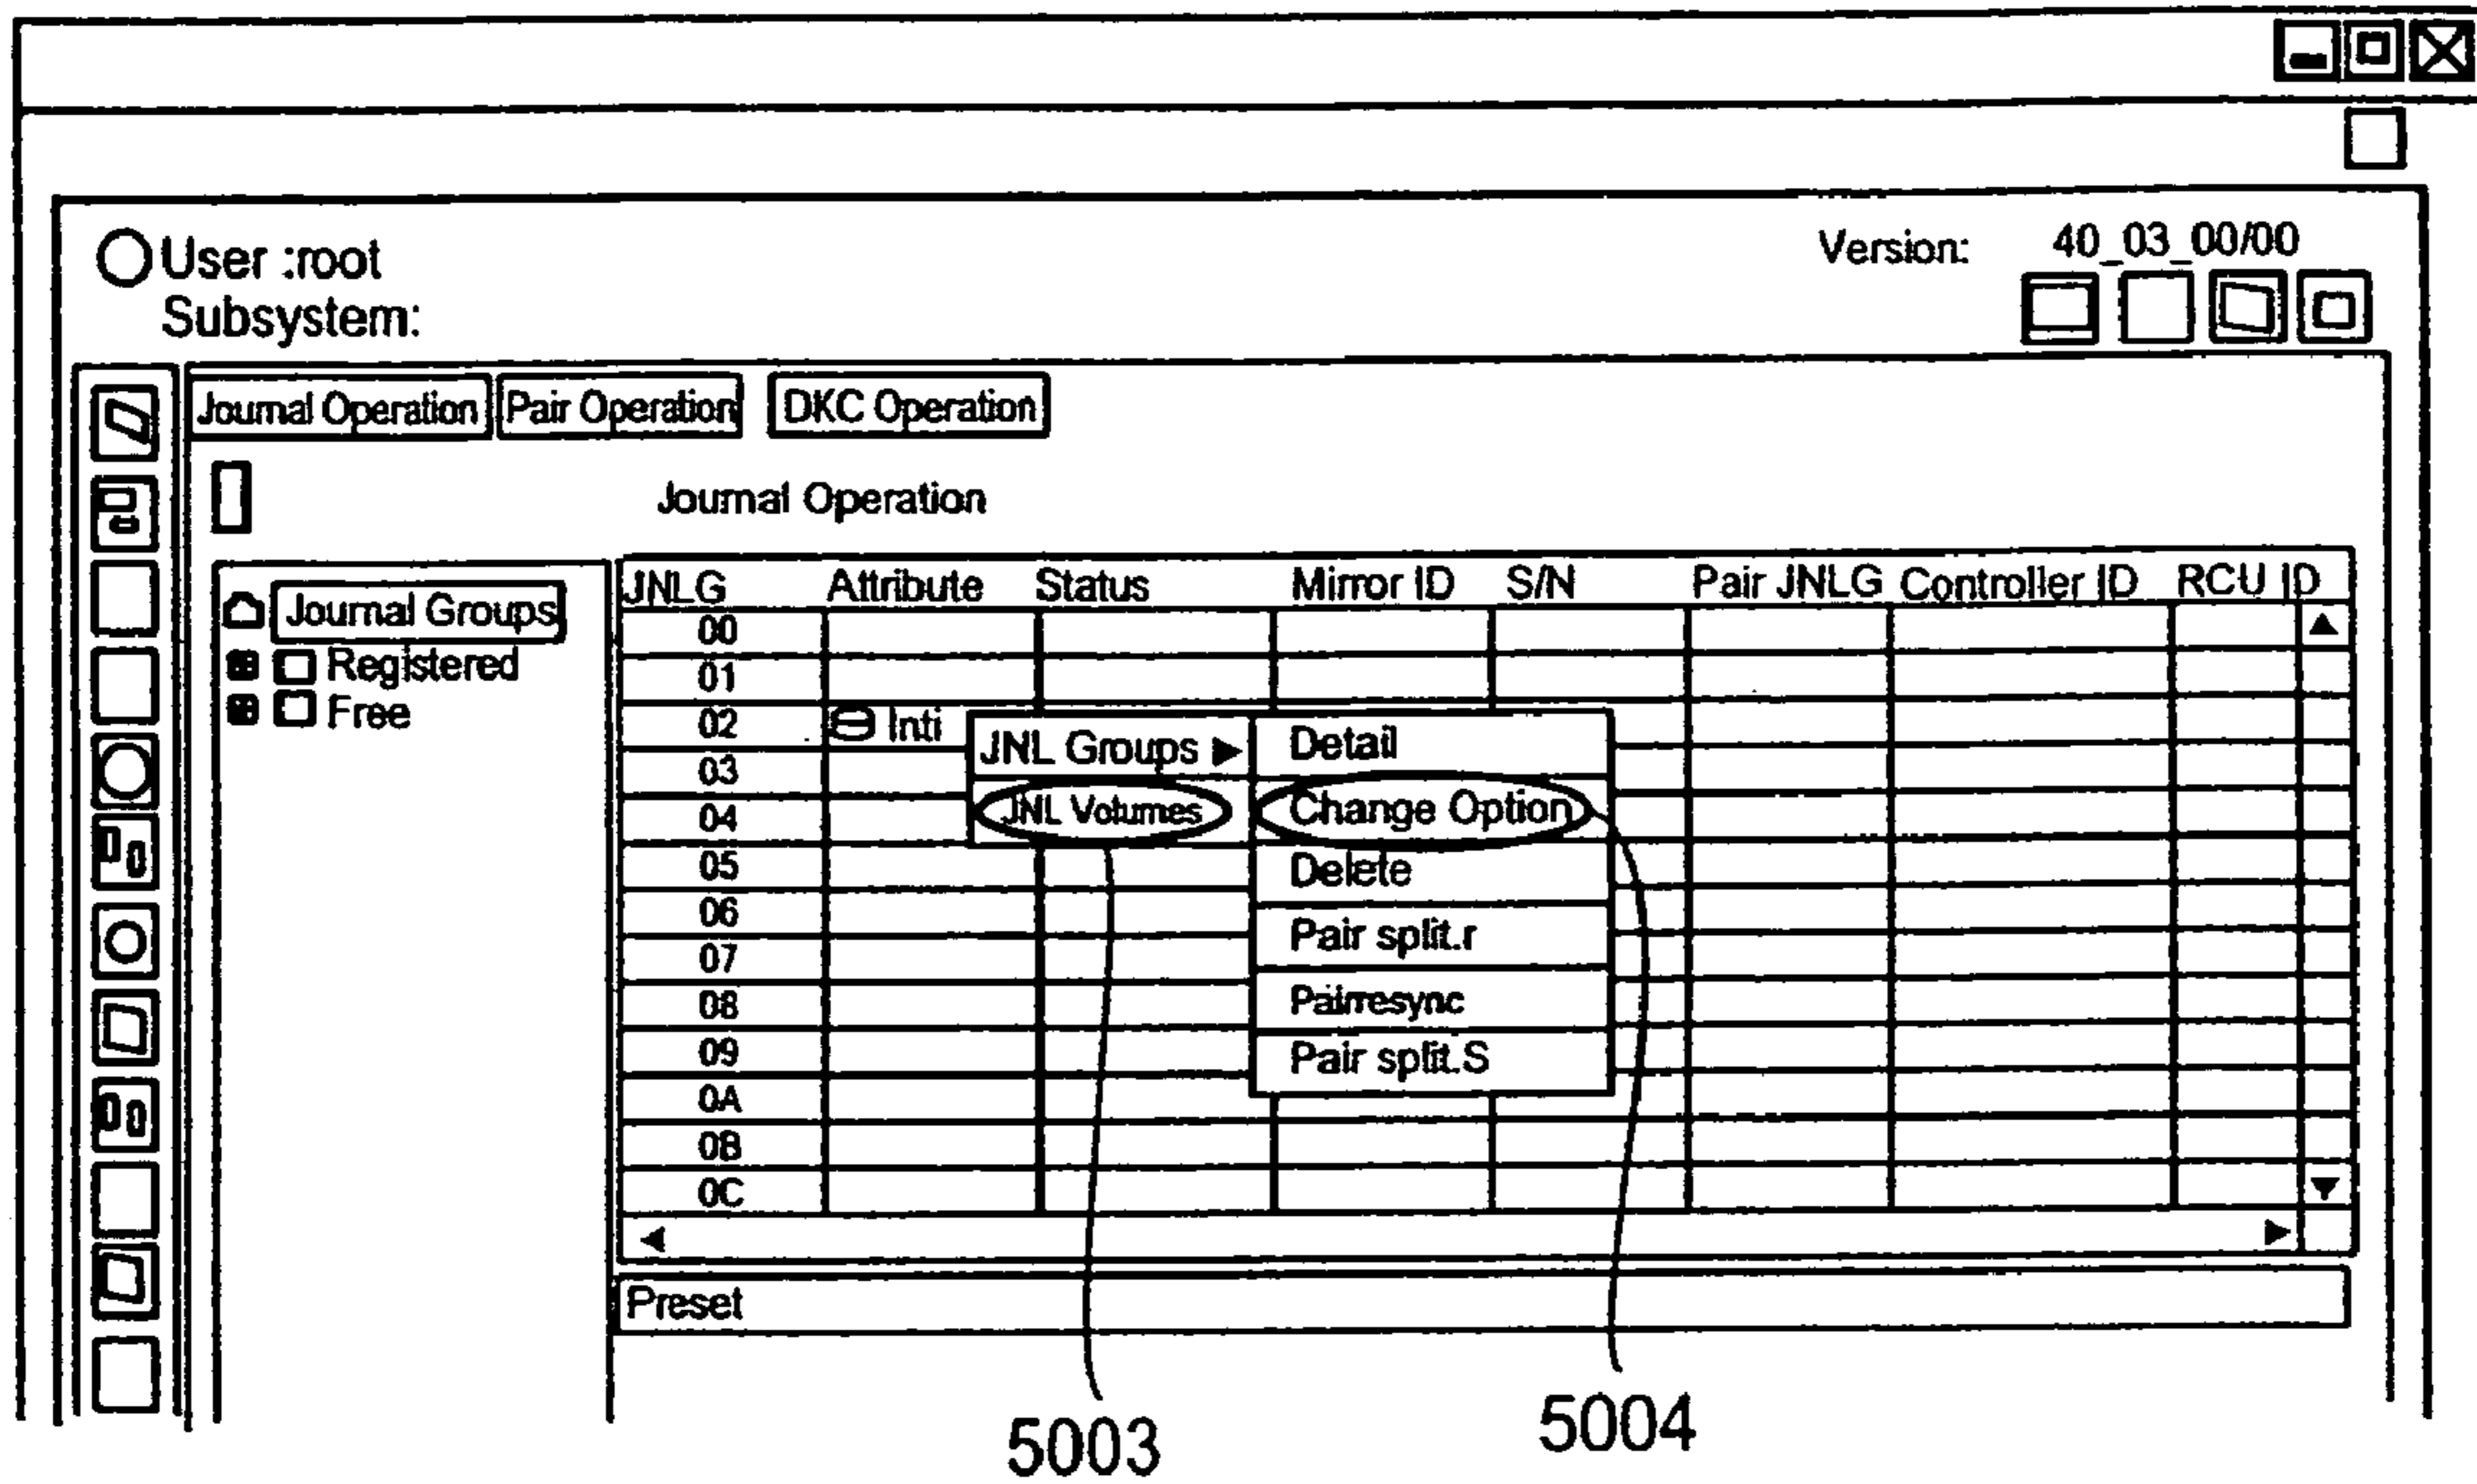 User :root
Version: 40_03_00/00
Subsystem:
Journal Operation Pair Operation DKC Operation
Journal Operation
Journal Groups
Registered
Free
JNLG Attribute Status Mirror ID S/N Pair JNLG Controller ID RCU ID
00
01
02 Inti
03
04
05
06
07
08
09
0A
0B
0C
JNL Groups
JNL Volumes
Detail
Change Option
Delete
Pair split.r
Pairresync
Pair split.S
Preset
5003
5004